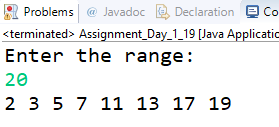 Problems @ Javadoc Declaration Co
<terminated> Assignment_Day_1_19 [Java Applicatio
Enter the range:
20
2 3 5 7 11 13 17 19